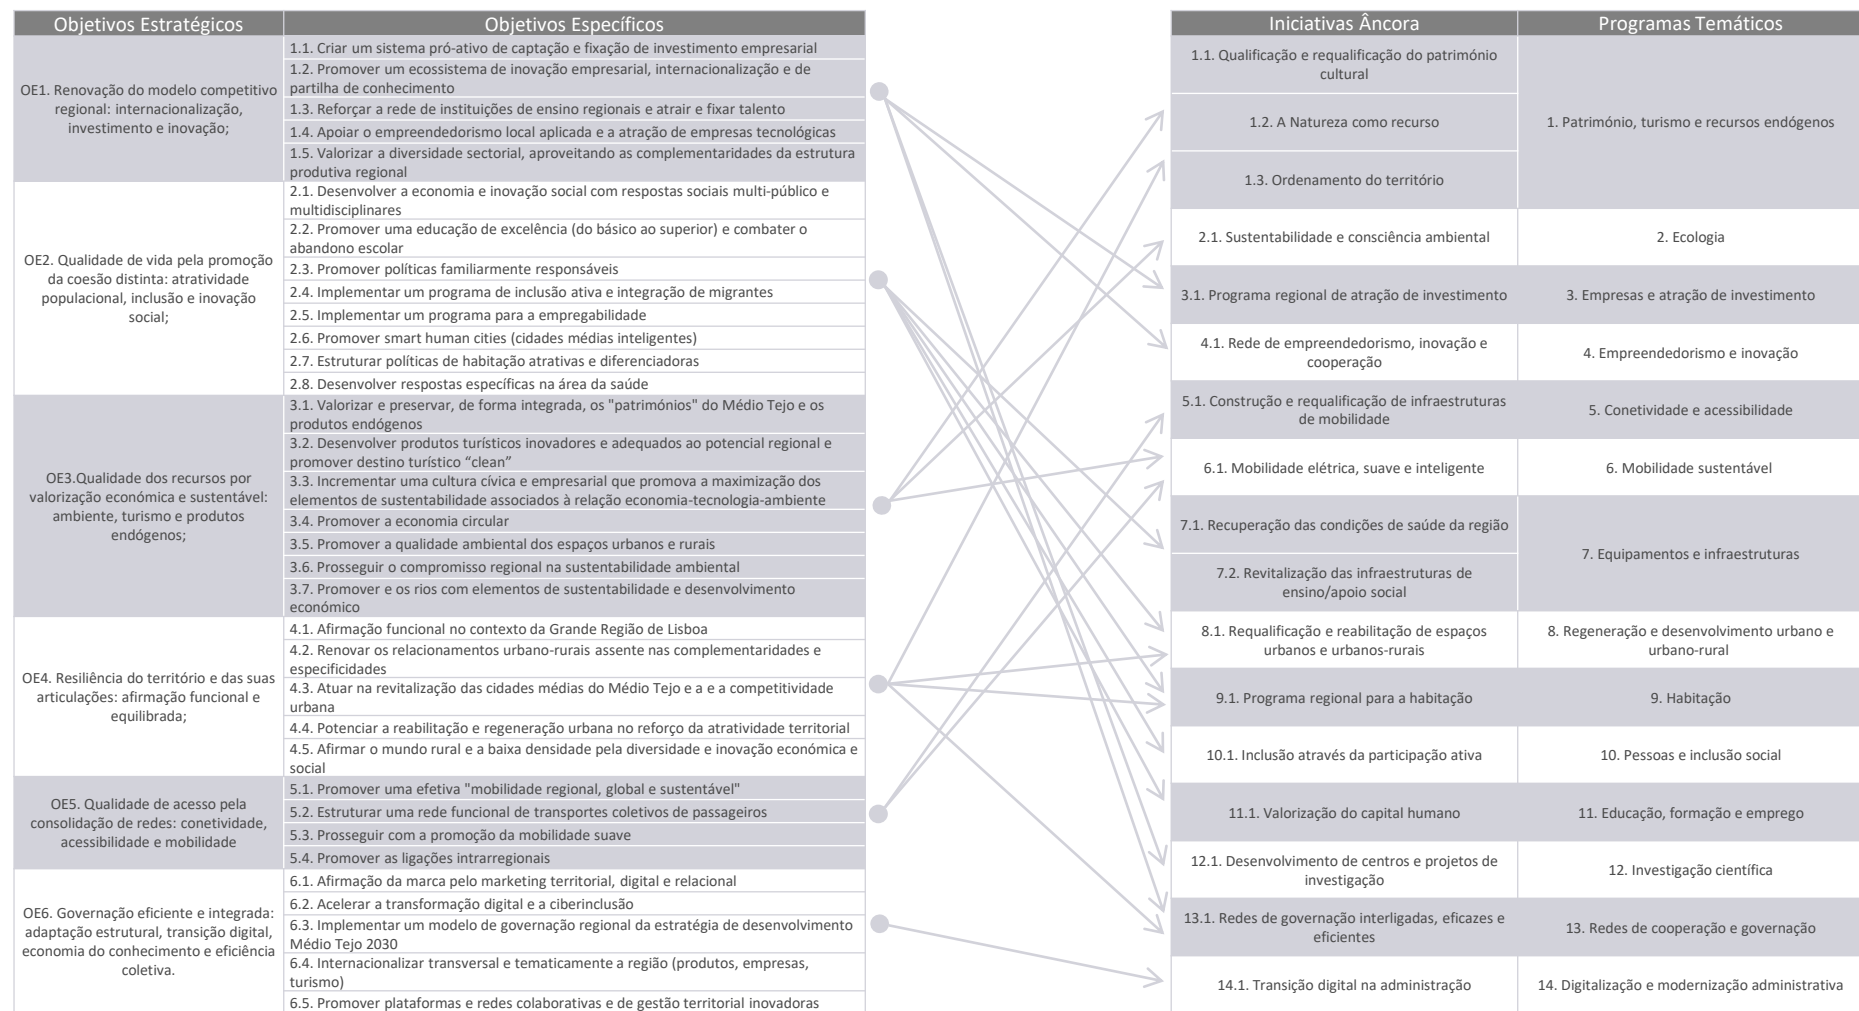 Objetivos Estratégicos
Objetivos Específicos
OE1. Renovação do modelo competitivo
regional: internacionalização,
investimento e inovação;
1.1. Criar um sistema pró-ativo de captação e fixação de investimento empresarial
1.2. Promover um ecossistema de inovação empresarial, internacionalização e de
partilha de conhecimento
1.3. Reforçar a rede de instituições de ensino regionais e atrair e fixar talento
1.4. Apoiar o empreendedorismo local aplicada e a atração de empresas tecnológicas
1.5. Valorizar a diversidade sectorial, aproveitando as complementaridades da estrutura
produtiva regional
OE2. Qualidade de vida pela promoção
da coesão distinta: atratividade
populacional, inclusão e inovação
social;
2.1. Desenvolver a economia e inovação social com respostas sociais multi-público e
multidisciplinares
2.2. Promover uma educação de excelência (do básico ao superior) e combater o
abandono escolar
2.3. Promover políticas familiarmente responsáveis
2.4. Implementar um programa de inclusão ativa e integração de migrantes
2.5. Implementar um programa para a empregabilidade
2.6. Promover smart human cities (cidades médias inteligentes)
2.7. Estruturar políticas de habitação atrativas e diferenciadoras
2.8. Desenvolver respostas específicas na área da saúde
OE3.Qualidade dos recursos por
valorização económica e sustentável:
ambiente, turismo e produtos
endógenos;
3.1. Valorizar e preservar, de forma integrada, os "patrimónios" do Médio Tejo e os
produtos endógenos
3.2. Desenvolver produtos turísticos inovadores e adequados ao potencial regional e
promover destino turístico “clean”
3.3. Incrementar uma cultura cívica e empresarial que promova a maximização dos
elementos de sustentabilidade associados à relação economia-tecnologia-ambiente
3.4. Promover a economia circular
3.5. Promover a qualidade ambiental dos espaços urbanos e rurais
3.6. Prosseguir o compromisso regional na sustentabilidade ambiental
3.7. Promover e os rios com elementos de sustentabilidade e desenvolvimento
económico
OE4. Resiliência do território e das suas
articulações: afirmação funcional e
equilibrada;
4.1. Afirmação funcional no contexto da Grande Região de Lisboa
4.2. Renovar os relacionamentos urbano-rurais assente nas complementaridades e
especificidades
4.3. Atuar na revitalização das cidades médias do Médio Tejo e a e a competitividade
urbana
4.4. Potenciar a reabilitação e regeneração urbana no reforço da atratividade territorial
4.5. Afirmar o mundo rural e a baixa densidade pela diversidade e inovação económica e
social
OE5. Qualidade de acesso pela
consolidação de redes: conetividade,
acessibilidade e mobilidade
5.1. Promover uma efetiva "mobilidade regional, global e sustentável"
5.2. Estruturar uma rede funcional de transportes coletivos de passageiros
5.3. Prosseguir com a promoção da mobilidade suave
5.4. Promover as ligações intrarregionais
OE6. Governação eficiente e integrada:
adaptação estrutural, transição digital,
economia do conhecimento e eficiência
coletiva.
6.1. Afirmação da marca pelo marketing territorial, digital e relacional
6.2. Acelerar a transformação digital e a ciberinclusão
6.3. Implementar um modelo de governação regional da estratégia de desenvolvimento
Médio Tejo 2030
6.4. Internacionalizar transversal e tematicamente a região (produtos, empresas,
turismo)
6.5. Promover plataformas e redes colaborativas e de gestão territorial inovadoras
Iniciativas Âncora
Programas Temáticos
1.1. Qualificação e requalificação do património
cultural
1.2. A Natureza como recurso
1.3. Ordenamento do território
1. Património, turismo e recursos endógenos
2.1. Sustentabilidade e consciência ambiental
2. Ecologia
3.1. Programa regional de atração de investimento
3. Empresas e atração de investimento
4.1. Rede de empreendedorismo, inovação e
cooperação
4. Empreendedorismo e inovação
5.1. Construção e requalificação de infraestruturas
de mobilidade
5. Conetividade e acessibilidade
6.1. Mobilidade elétrica, suave e inteligente
6. Mobilidade sustentável
7.1. Recuperação das condições de saúde da região
7.2. Revitalização das infraestruturas de
ensino/apoio social
7. Equipamentos e infraestruturas
8.1. Requalificação e reabilitação de espaços
urbanos e urbanos-rurais
8. Regeneração e desenvolvimento urbano e
urbano-rural
9.1. Programa regional para a habitação
9. Habitação
10.1. Inclusão através da participação ativa
10. Pessoas e inclusão social
11.1. Valorização do capital humano
11. Educação, formação e emprego
12.1. Desenvolvimento de centros e projetos de
investigação
12. Investigação científica
13.1. Redes de governação interligadas, eficazes e
eficientes
13. Redes de cooperação e governação
14.1. Transição digital na administração
14. Digitalização e modernização administrativa